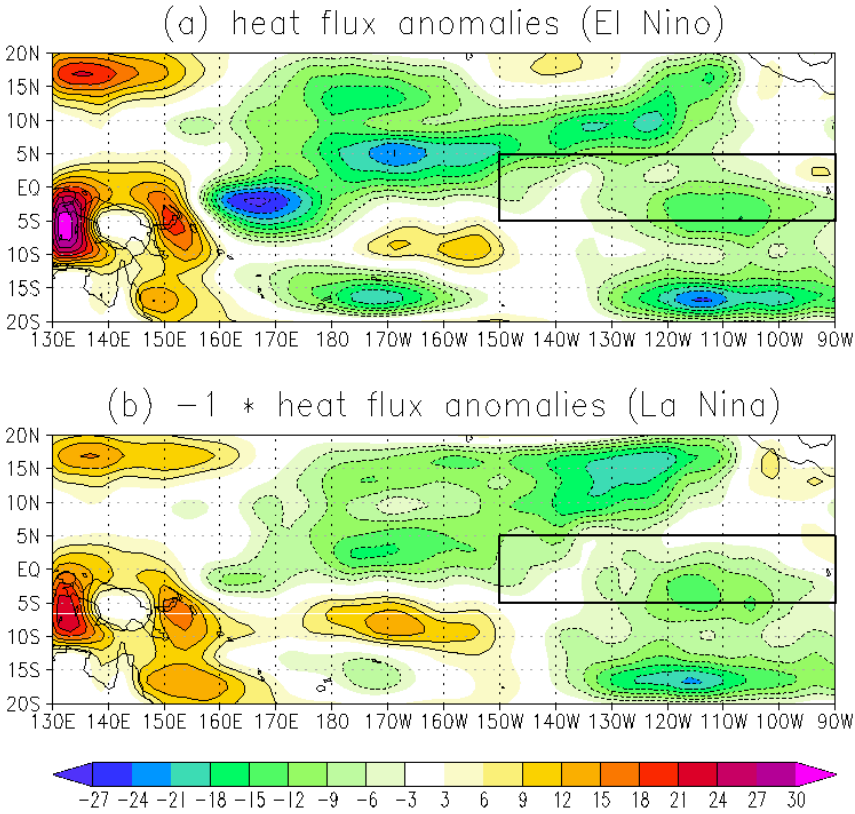 (a) heat flux anomalies (El Nino)
20N
15N
10N
5N
EQ
5S
10S
15S
20S
130E 140E 150E 160E 170E 180 170W 160W 150W 140W 130W 120W 110W 100W 90W
(b) -1 * heat flux anomalies (La Nina)
20N
15N
10N
5N
EQ
5S
10S
15S
20S
130E 140E 150E 160E 170E 180 170W 160W 150W 140W 130W 120W 110W 100W 90W
-27 -24 -21 -18 -15 -12 -9 -6 -3 3 6 9 12 15 18 21 24 27 30